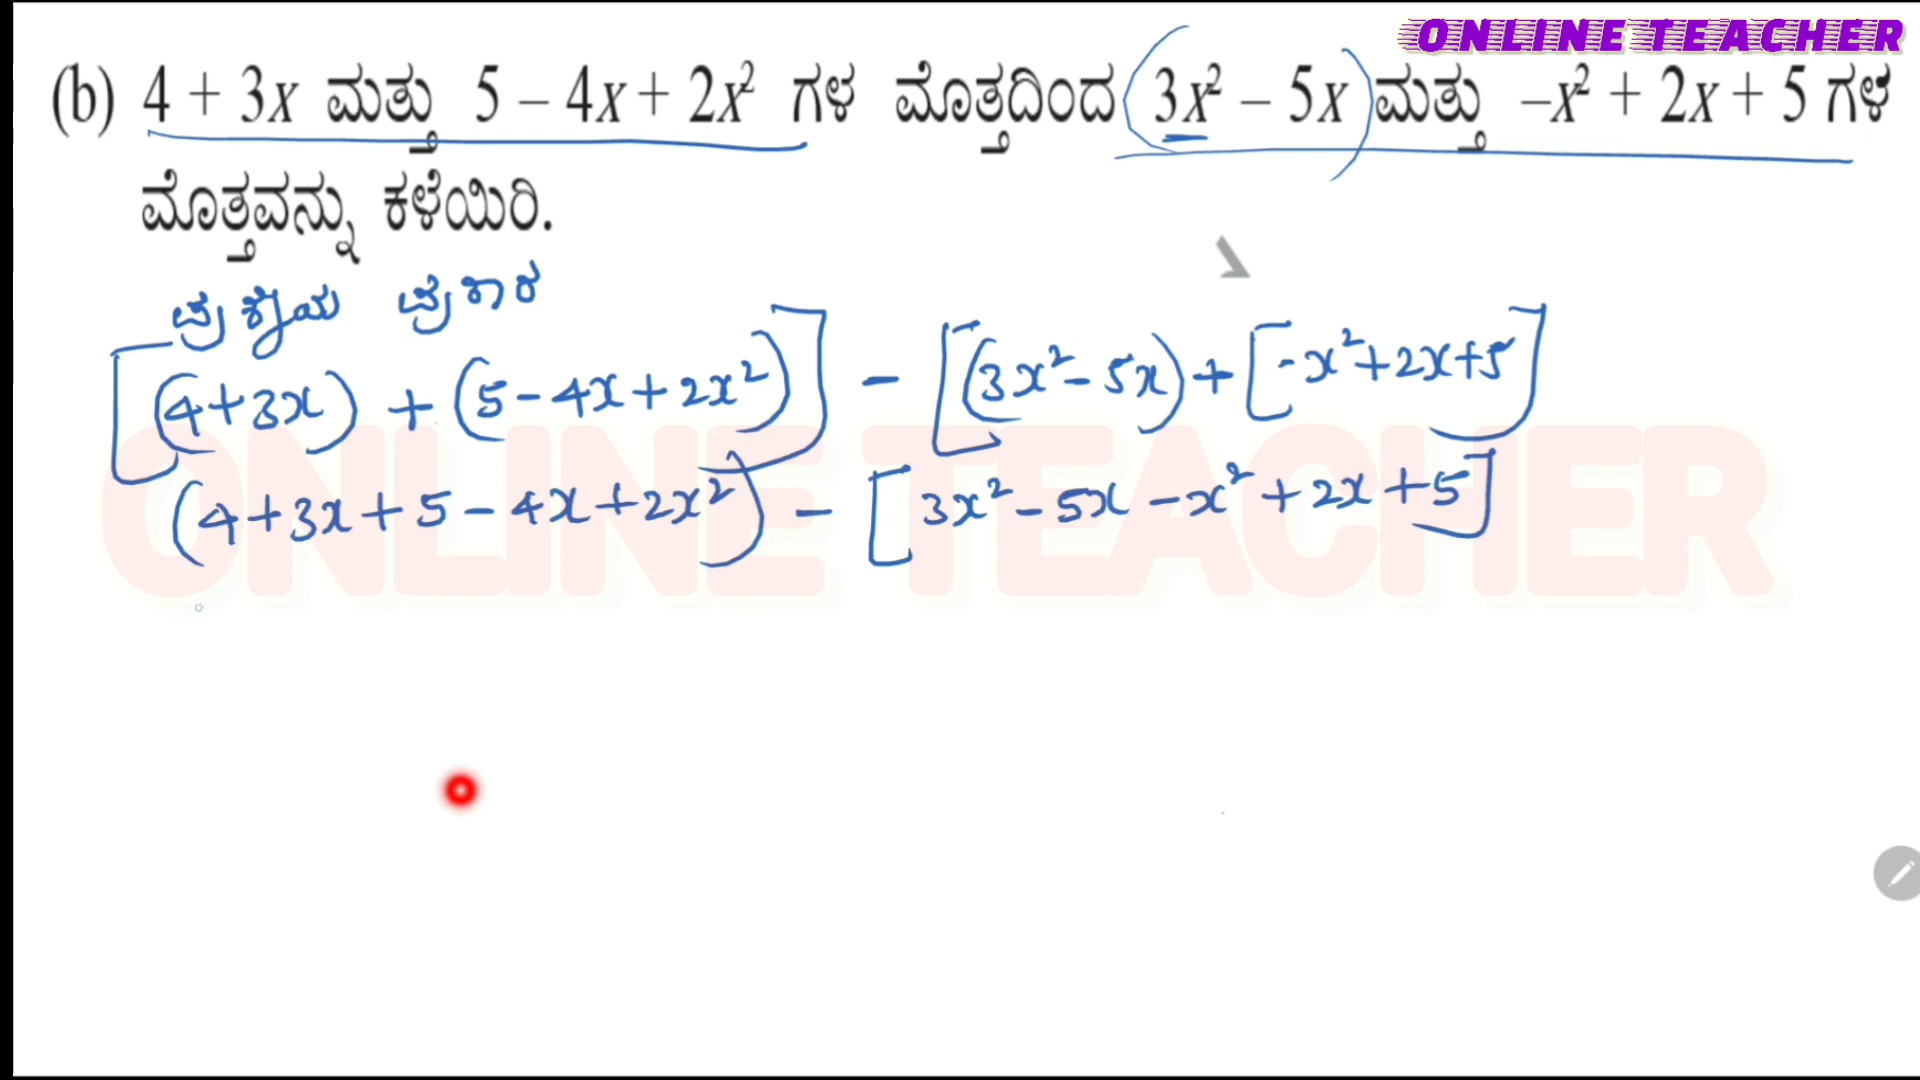 ONLINE TEACHER
(b) 4 + 3x ಮತ್ತು 5 – 4x + 2x² ಗಳ ಮೊತ್ತದಿಂದ 3x² – 5x ಮತ್ತು –x² + 2x + 5 ಗಳ
ಮೊತ್ತವನ್ನು ಕಳೆಯಿರಿ.
ಪ್ರಶ್ನೆಯ ಪ್ರಕಾರ
[(4+3x) + (5-4x+2x²)] - [(3x²-5x)+[-x²+2x+5]
(4+3x+5-4x+2x²) - [3x²-5x-x²+2x+5]
ONLINE TEACHER